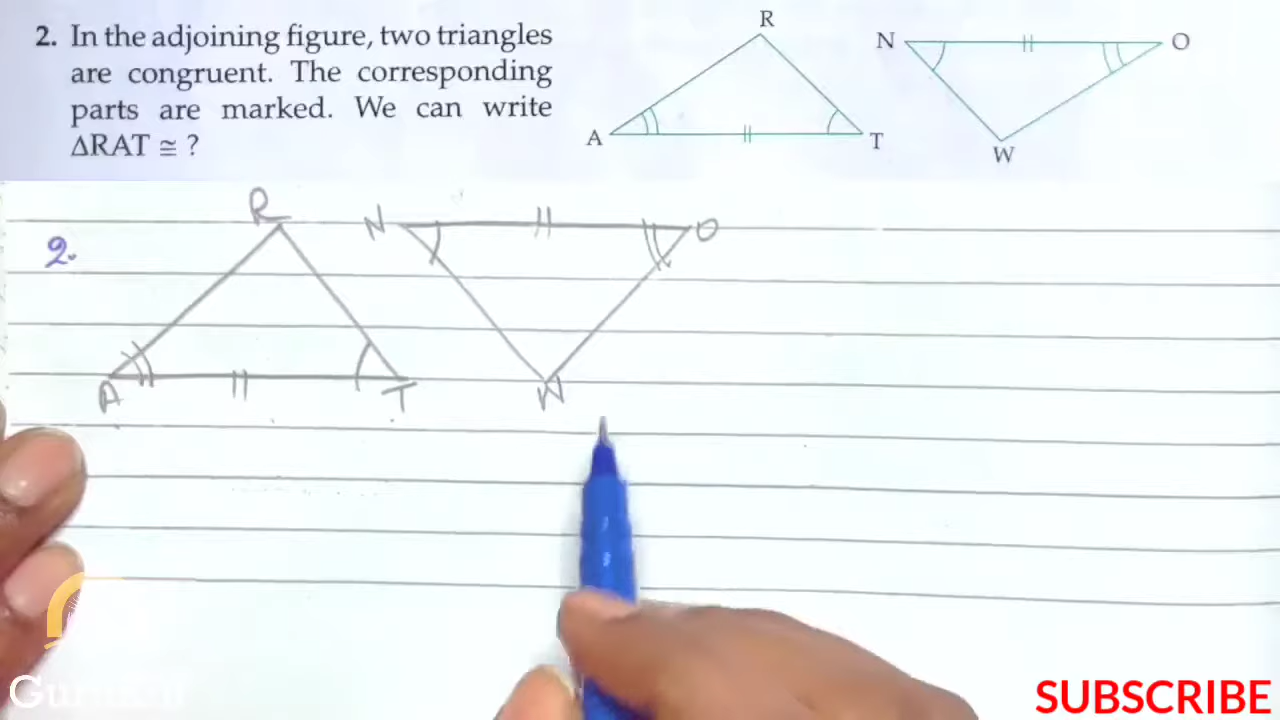 2. In the adjoining figure, two triangles
are congruent. The corresponding
parts are marked. We can write
ΔRAT ≅ ?
R
A
T
N
O
W
2.
R
N
O
A
T
W
SUBSCRIBE